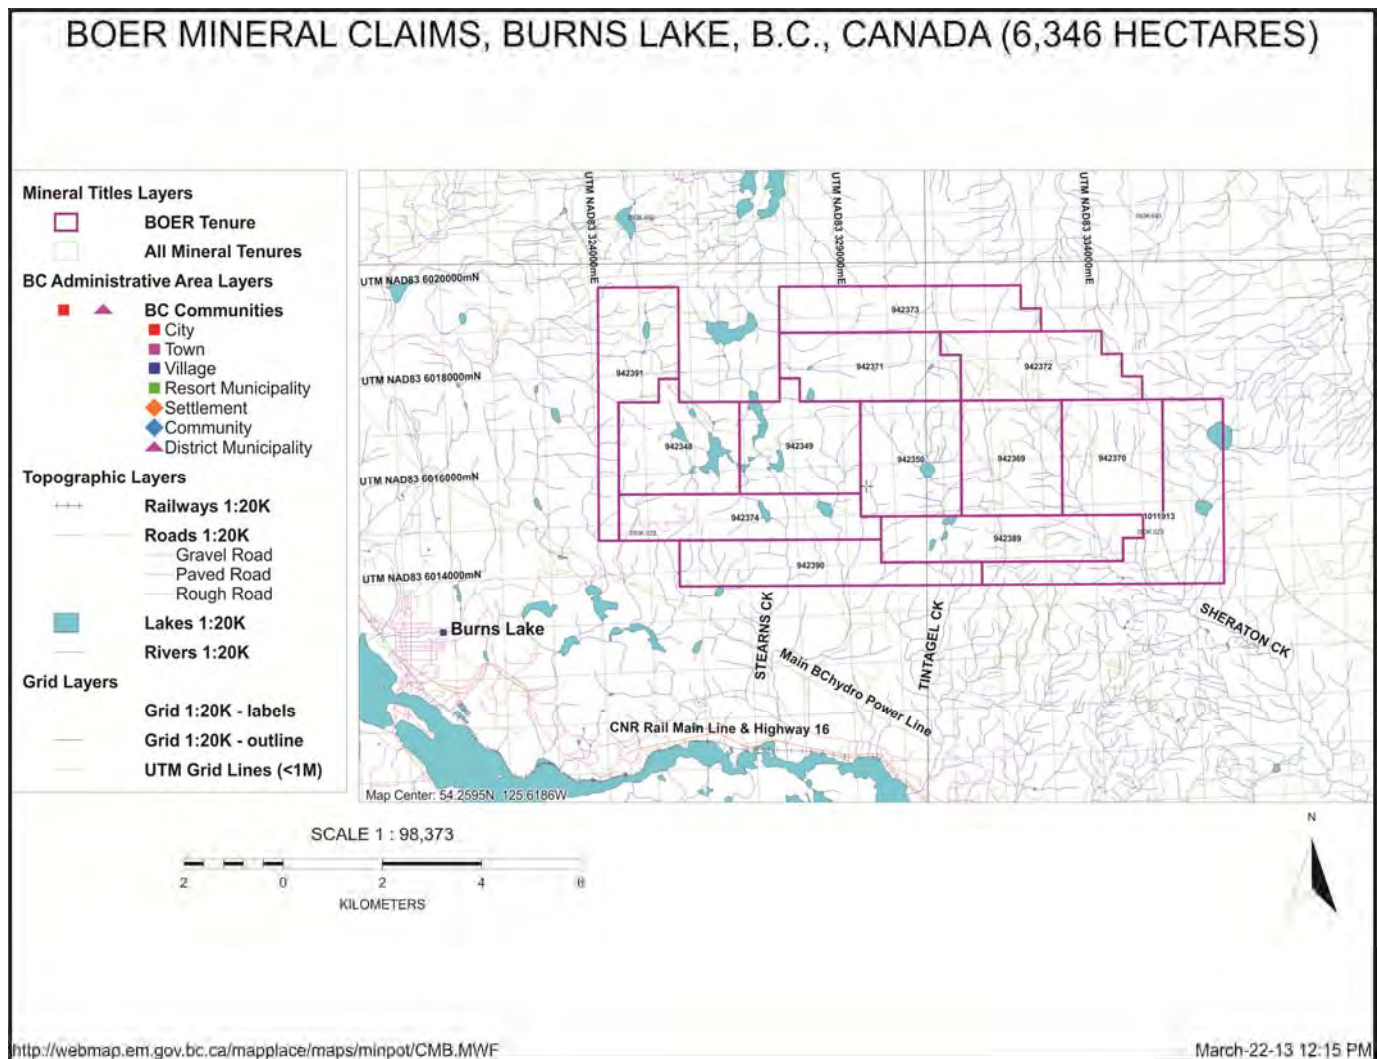 BOER MINERAL CLAIMS, BURNS LAKE, B.C., CANADA (6,346 HECTARES)
Mineral Titles Layers
BOER Tenure
All Mineral Tenures
BC Administrative Area Layers
BC Communities
City
Town
Village
Resort Municipality
Settlement
Community
District Municipality
Topographic Layers
Railways 1:20K
Roads 1:20K
Gravel Road
Paved Road
Rough Road
Lakes 1:20K
Rivers 1:20K
Grid Layers
Grid 1:20K - labels
Grid 1:20K - outline
UTM Grid Lines (<1M)
UTM NAD83 324000mE
UTM NAD83 329000mE
UTM NAD83 334000mE
UTM NAD83 6020000mN
UTM NAD83 6018000mN
UTM NAD83 6016000mN
UTM NAD83 6014000mN
942373
942391
942371
942372
942348
942349
942350
942369
942370
942374
1011913
942389
942390
Burns Lake
STEARNS CK
TINTAGEL CK
SHERATON CK
Main BChydro Power Line
CNR Rail Main Line & Highway 16
Map Center: 54.2595N 125.6186W
SCALE 1 : 98,373
2 0 2 4 6
KILOMETERS
N
http://webmap.em.gov.bc.ca/mapplace/maps/minpot/CMB.MWF
March-22-13 12:15 PM